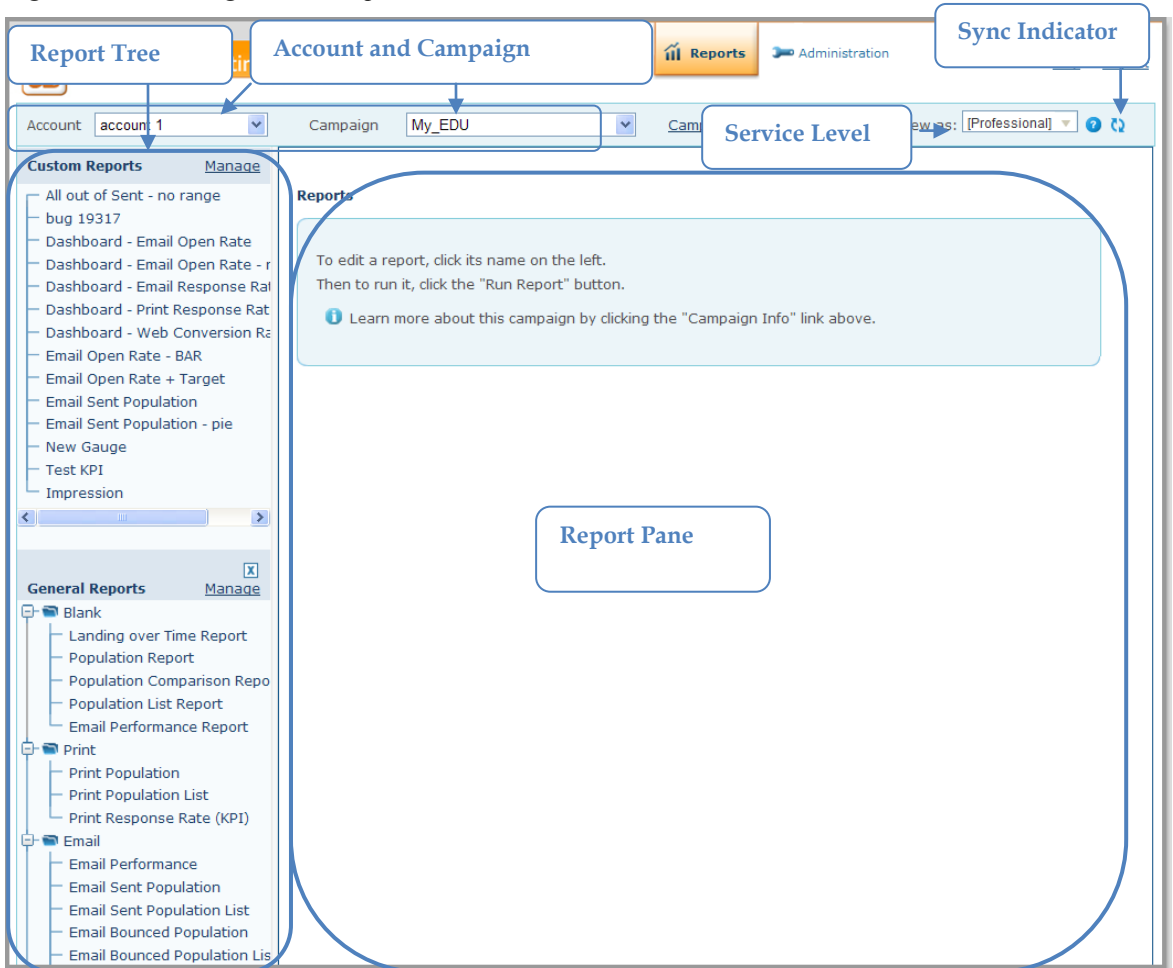 Report Tree
Account and Campaign
Sync Indicator
Reports
Administration
Account
account 1
Campaign
My_EDU
Service Level
as:
[Professional]
Custom Reports
Manage
All out of Sent - no range
bug 19317
Dashboard - Email Open Rate
Dashboard - Email Open Rate - r
Dashboard - Email Response Rat
Dashboard - Print Response Rat
Dashboard - Web Conversion Ra
Email Open Rate - BAR
Email Open Rate + Target
Email Sent Population
Email Sent Population - pie
New Gauge
Test KPI
Impression
Reports
To edit a report, click its name on the left.
Then to run it, click the "Run Report" button.
Learn more about this campaign by clicking the "Campaign Info" link above.
Report Pane
General Reports
Manage
Blank
Landing over Time Report
Population Report
Population Comparison Repo
Population List Report
Email Performance Report
Print
Print Population
Print Population List
Print Response Rate (KPI)
Email
Email Performance
Email Sent Population
Email Sent Population List
Email Bounced Population
Email Bounced Population Lis